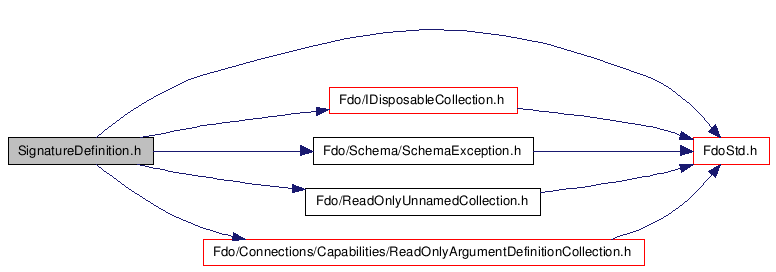 Fdo/IDisposableCollection.h
SignatureDefinition.h
Fdo/Schema/SchemaException.h
FdoStd.h
Fdo/ReadOnlyUnnamedCollection.h
Fdo/Connections/Capabilities/ReadOnlyArgumentDefinitionCollection.h